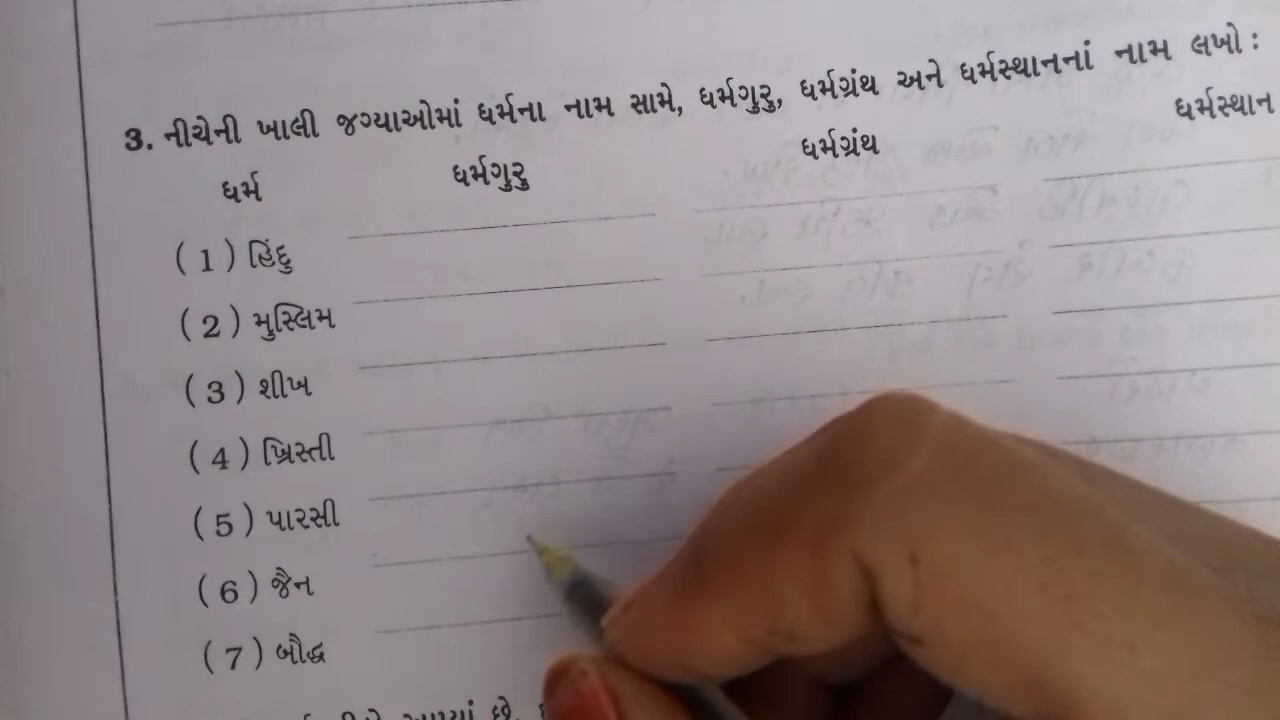 3. નીચેની ખાલી જગ્યાઓમાં ધર્મના નામ સામે, ધર્મગુરુ, ધર્મગ્રંથ અને ધર્મસ્થાનનાં નામ લખો :
ધર્મ ધર્મગુરુ ધર્મગ્રંથ ધર્મસ્થાન
( 1 ) હિંદુ
( 2 ) મુસ્લિમ
( 3 ) શીખ
( 4 ) ખ્રિસ્તી
( 5 ) પારસી
( 6 ) જૈન
( 7 ) બૌદ્ધ